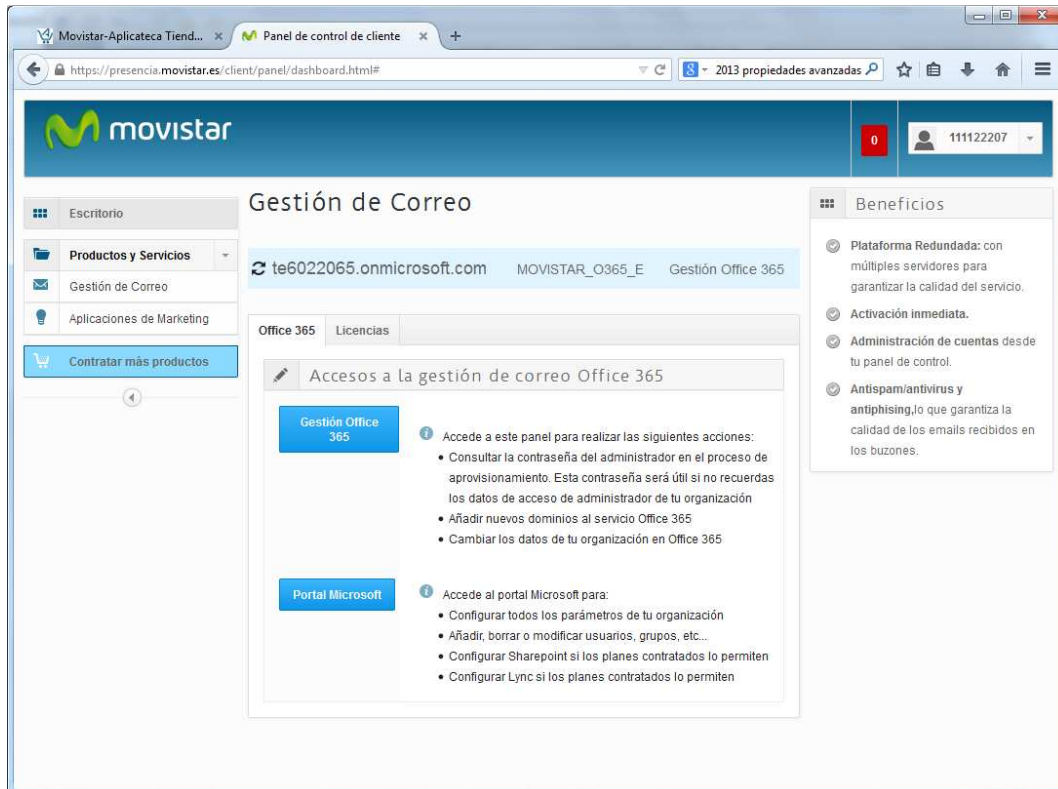 Movistar-Aplicateca Tiend...
Panel de control de cliente
https://presencia.movistar.es/client/panel/dashboard.html#
2013 propiedades avanzadas
movistar
0
111122207
Escritorio
Productos y Servicios
Gestión de Correo
Aplicaciones de Marketing
Contratar más productos
Gestión de Correo
te6022065.onmicrosoft.com MOVISTAR_O365_E Gestión Office 365
Office 365 Licencias
Accesos a la gestión de correo Office 365
Gestión Office
365
Accede a este panel para realizar las siguientes acciones:
• Consultar la contraseña del administrador en el proceso de
aprovisionamiento. Esta contraseña será útil si no recuerdas
los datos de acceso de administrador de tu organización
• Añadir nuevos dominios al servicio Office 365
• Cambiar los datos de tu organización en Office 365
Portal Microsoft
Accede al portal Microsoft para:
• Configurar todos los parámetros de tu organización
• Añadir, borrar o modificar usuarios, grupos, etc...
• Configurar Sharepoint si los planes contratados lo permiten
• Configurar Lync si los planes contratados lo permiten
Beneficios
Plataforma Redundada: con
múltiples servidores para
garantizar la calidad del servicio.
Activación inmediata.
Administración de cuentas desde
tu panel de control.
Antispam/antivirus y
antiphising,lo que garantiza la
calidad de los emails recibidos en
los buzones.